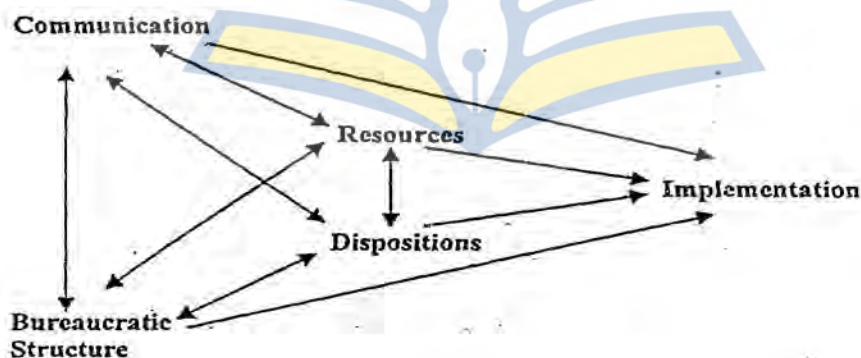 Communication
Resources
Implementation
Dispositions
Bureaucratic
Structure